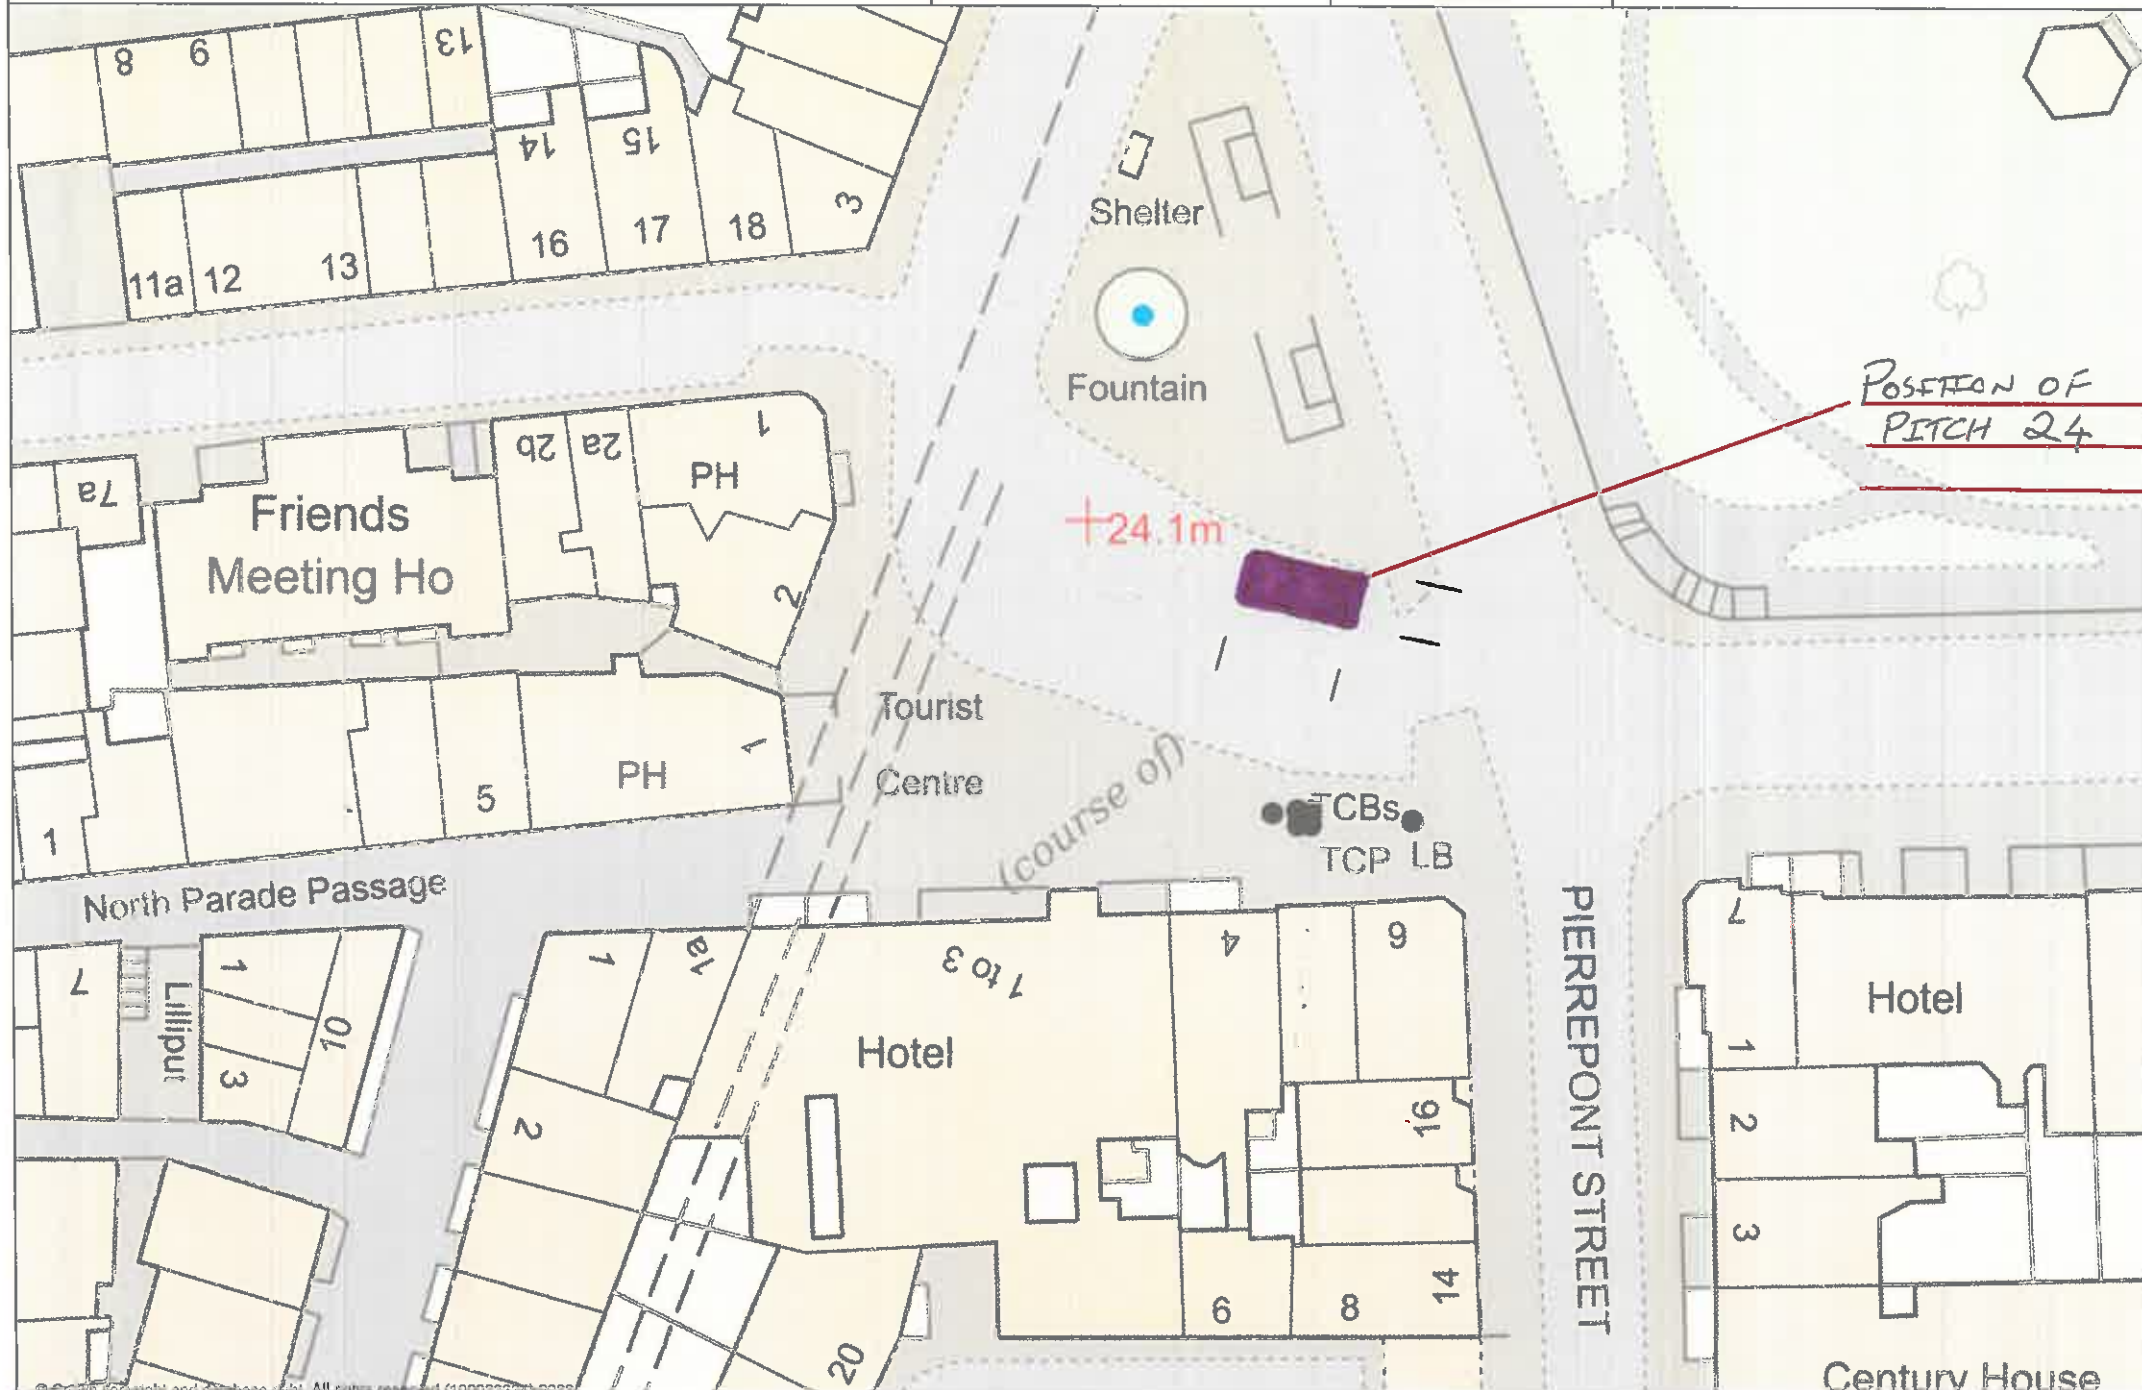 8
9
13
14
15
3
11a
12
13
16
17
18
Shelter
Fountain
POSITION OF
PITCH 24
7a
Friends
Meeting Ho
2b
2a
1
PH
2
24 1m
Tourist
Centre
(course of)
1
5
PH
1
TCBs
TCP
LB
North Parade Passage
7
Lilliput
1
3
10
1
1a
2
1 to 3
Hotel
4
6
16
14
6
8
20
PIERREPONT STREET
7
1
Hotel
2
3
Century House